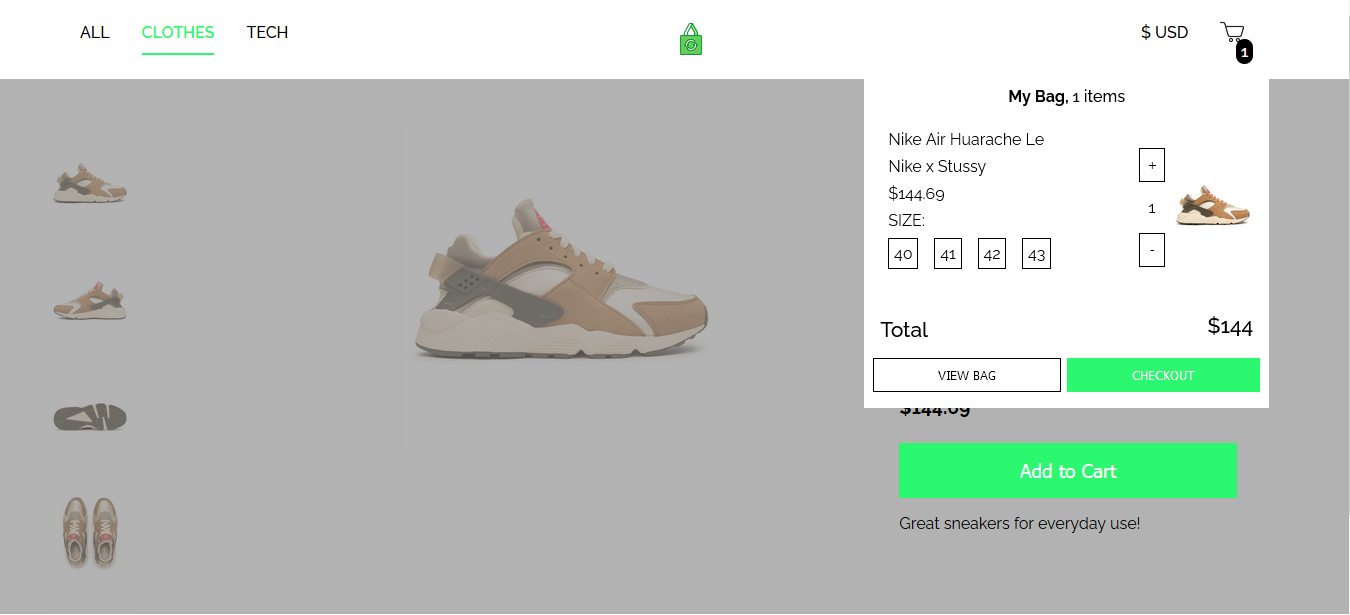 ALL CLOTHES TECH
$ USD
1
My Bag, 1 items
Nike Air Huarache Le
Nike x Stussy
$144.69
SIZE:
40 41 42 43
+
1
-
Total $144
VIEW BAG CHECKOUT
$144.69
Add to Cart
Great sneakers for everyday use!